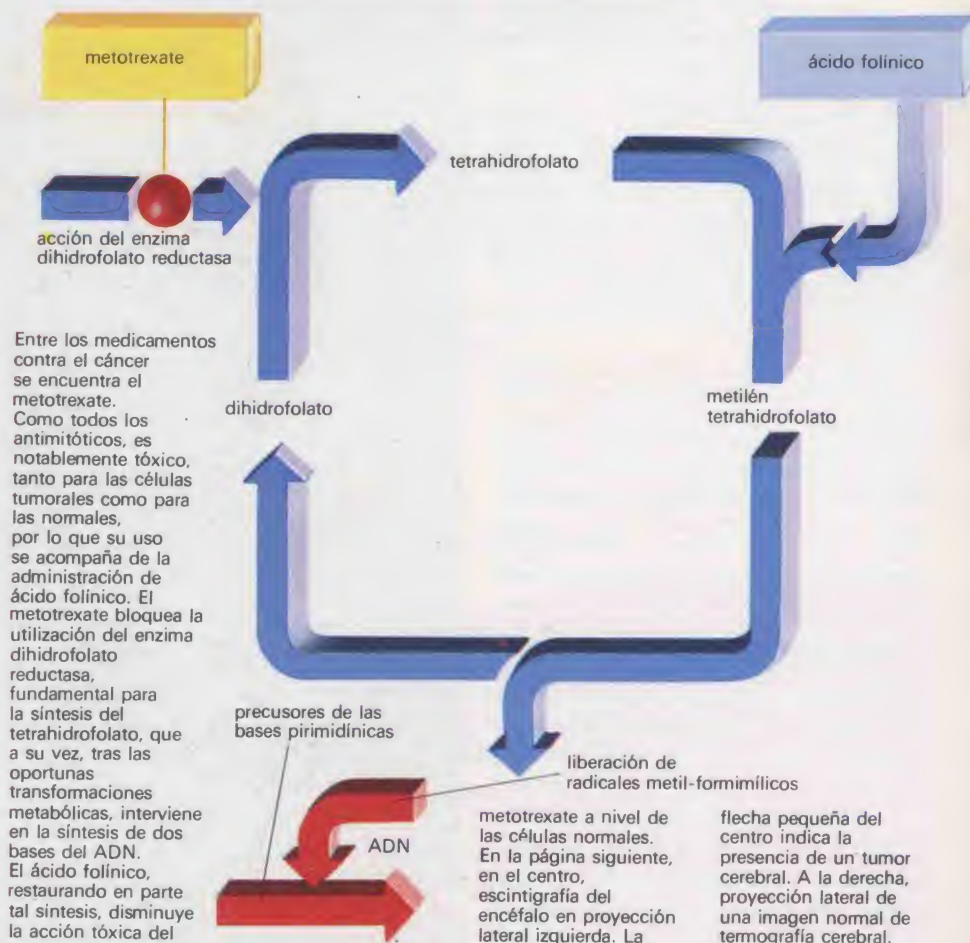 metotrexate
ácido folínico
tetrahidrofolato
acción del enzima
dihidrofolato reductasa
dihidrofolato
metilén
tetrahidrofolato
precusores de las
bases pirimidínicas
liberación de
radicales metil-formimílicos
ADN
Entre los medicamentos
contra el cáncer
se encuentra el
metotrexate.
Como todos los
antimitóticos, es
notablemente tóxico,
tanto para las células
tumorales como para
las normales,
por lo que su uso
se acompaña de la
administración de
ácido folínico. El
metotrexate bloquea la
utilización del enzima
dihidrofolato
reductasa,
fundamental para
la síntesis del
tetrahidrofolato, que
a su vez, tras las
oportunas
transformaciones
metabólicas, interviene
en la síntesis de dos
bases del ADN.
El ácido folínico,
restaurando en parte
tal síntesis, disminuye
la acción tóxica del
metotrexate a nivel de
las células normales.
En la página siguiente,
en el centro,
escintigrafía del
encéfalo en proyección
lateral izquierda. La
flecha pequeña del
centro indica la
presencia de un tumor
cerebral. A la derecha,
proyección lateral de
una imagen normal de
termografía cerebral.